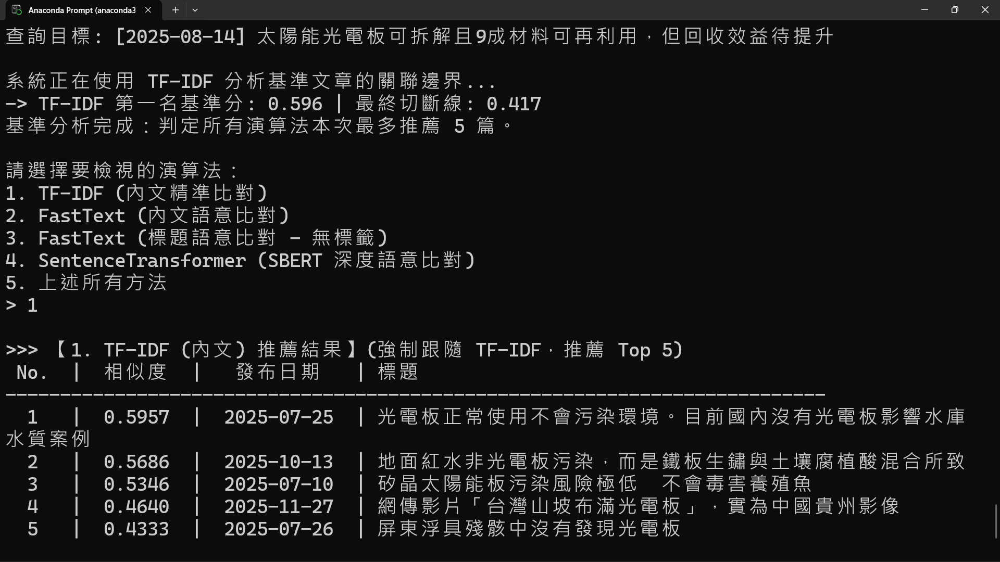 Anaconda Prompt (anaconda3
查詢目標: [2025-08-14] 太陽能光電板可拆解且9成材料可再利用，但回收效益待提升
系統正在使用 TF-IDF 分析基準文章的關聯邊界...
-> TF-IDF 第一名基準分: 0.596 | 最終切斷線: 0.417
基準分析完成：判定所有演算法本次最多推薦 5 篇。
請選擇要檢視的演算法：
1. TF-IDF (內文精準比對)
2. FastText (內文語意比對)
3. FastText (標題語意比對 - 無標籤)
4. SentenceTransformer (SBERT 深度語意比對)
5. 上述所有方法
> 1
>>> 【1. TF-IDF (內文) 推薦結果】(強制跟隨 TF-IDF，推薦 Top 5)
No. | 相似度 | 發布日期 | 標題
---------------------------------------------------------------------------
1 | 0.5957 | 2025-07-25 | 光電板正常使用不會污染環境。目前國內沒有光電板影響水庫
水質案例
2 | 0.5686 | 2025-10-13 | 地面紅水非光電板污染，而是鐵板生鏽與土壤腐植酸混合所致
3 | 0.5346 | 2025-07-10 | 矽晶太陽能板污染風險極低　不會毒害養殖魚
4 | 0.4640 | 2025-11-27 | 網傳影片「台灣山坡布滿光電板」，實為中國貴州影像
5 | 0.4333 | 2025-07-26 | 屏東浮具殘骸中沒有發現光電板